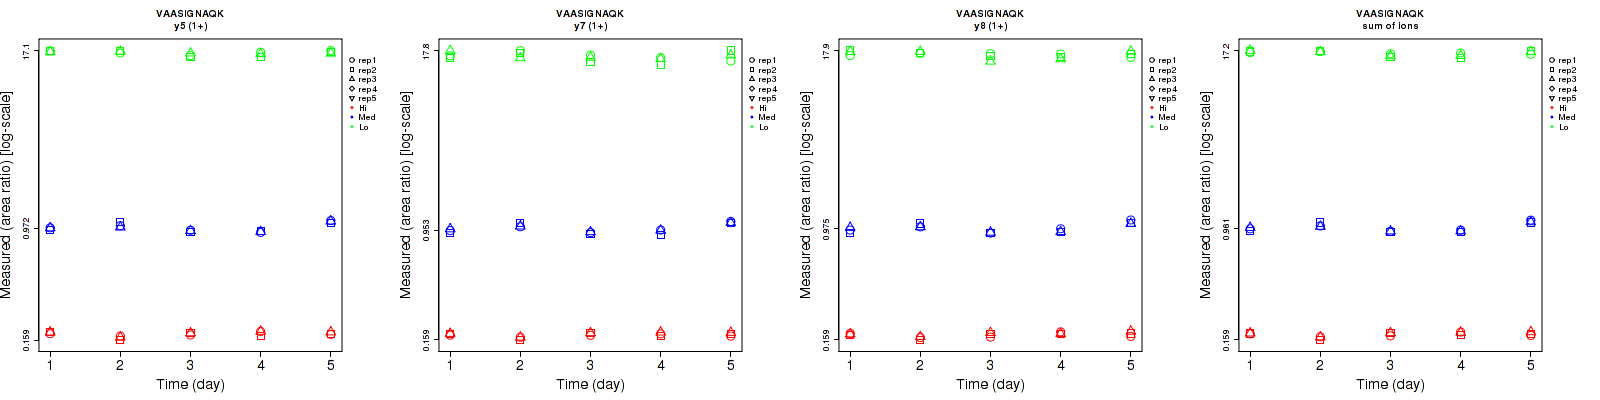 VAASIGNAQK
y5 (1+)
Measured (area ratio) [log-scale]
17.1
0.972
0.159
1 2 3 4 5
Time (day)
rep1
rep2
rep3
rep4
rep5
Hi
Med
Lo
VAASIGNAQK
y7 (1+)
Measured (area ratio) [log-scale]
17.8
0.953
0.159
1 2 3 4 5
Time (day)
rep1
rep2
rep3
rep4
rep5
Hi
Med
Lo
VAASIGNAQK
y8 (1+)
Measured (area ratio) [log-scale]
17.9
0.975
0.159
1 2 3 4 5
Time (day)
rep1
rep2
rep3
rep4
rep5
Hi
Med
Lo
VAASIGNAQK
sum of ions
Measured (area ratio) [log-scale]
17.2
0.961
0.159
1 2 3 4 5
Time (day)
rep1
rep2
rep3
rep4
rep5
Hi
Med
Lo